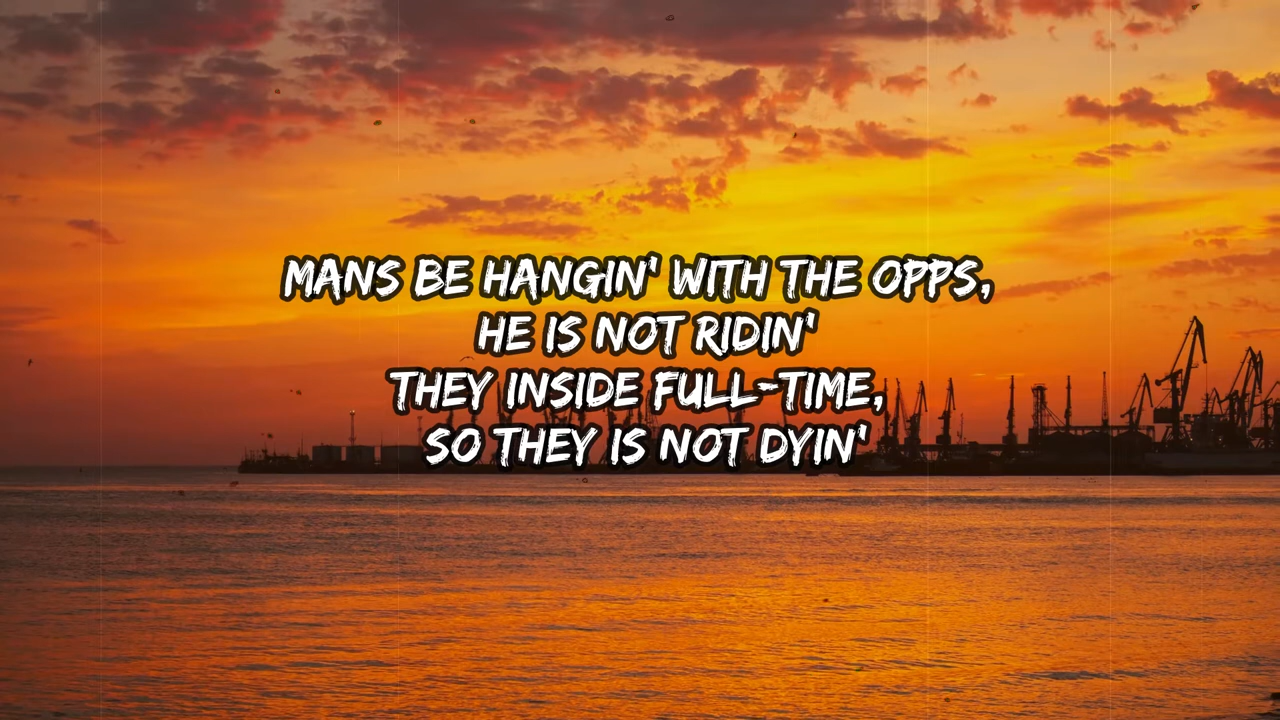 MANS BE HANGIN' WITH THE OPPS,
HE IS NOT RIDIN'
THEY INSIDE FULL-TIME,
SO THEY IS NOT DYIN'